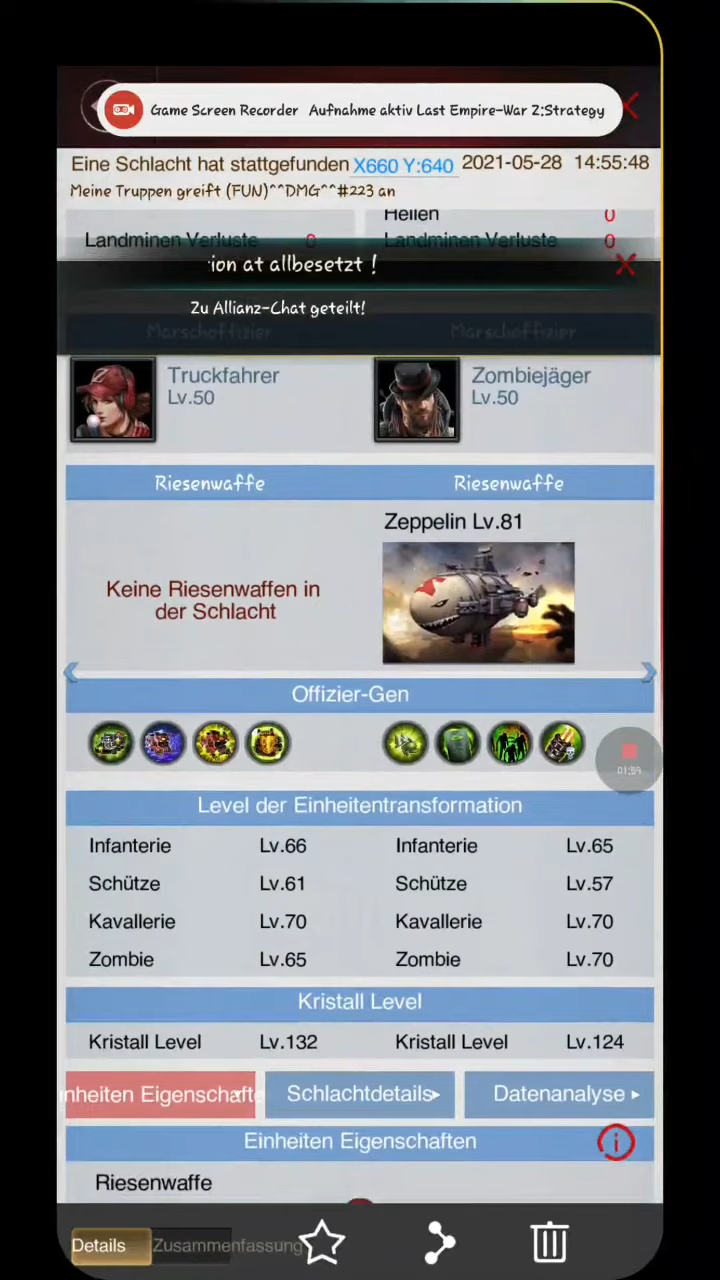 Game Screen Recorder Aufnahme aktiv Last Empire-War Z:Strategy
Eine Schlacht hat stattgefunden X660 Y:640 2021-05-28 14:55:48
Meine Truppen greift (FUN)^^DMG^^#223 an
Heilen 0
Landminen Verluste 0 Landminen Verluste 0
ion at allbesetzt !
Zu Allianz-Chat geteilt!
Marschoffizier Marschoffizier
Truckfahrer Zombiejäger
Lv.50 Lv.50
Riesenwaffe Riesenwaffe
Zeppelin Lv.81
Keine Riesenwaffen in
der Schlacht
Offizier-Gen
01:59
Level der Einheitentransformation
Infanterie Lv.66 Infanterie Lv.65
Schütze Lv.61 Schütze Lv.57
Kavallerie Lv.70 Kavallerie Lv.70
Zombie Lv.65 Zombie Lv.70
Kristall Level
Kristall Level Lv.132 Kristall Level Lv.124
inheiten Eigenschafte Schlachtdetails Datenanalyse
Einheiten Eigenschaften
Riesenwaffe
Details Zusammenfassung